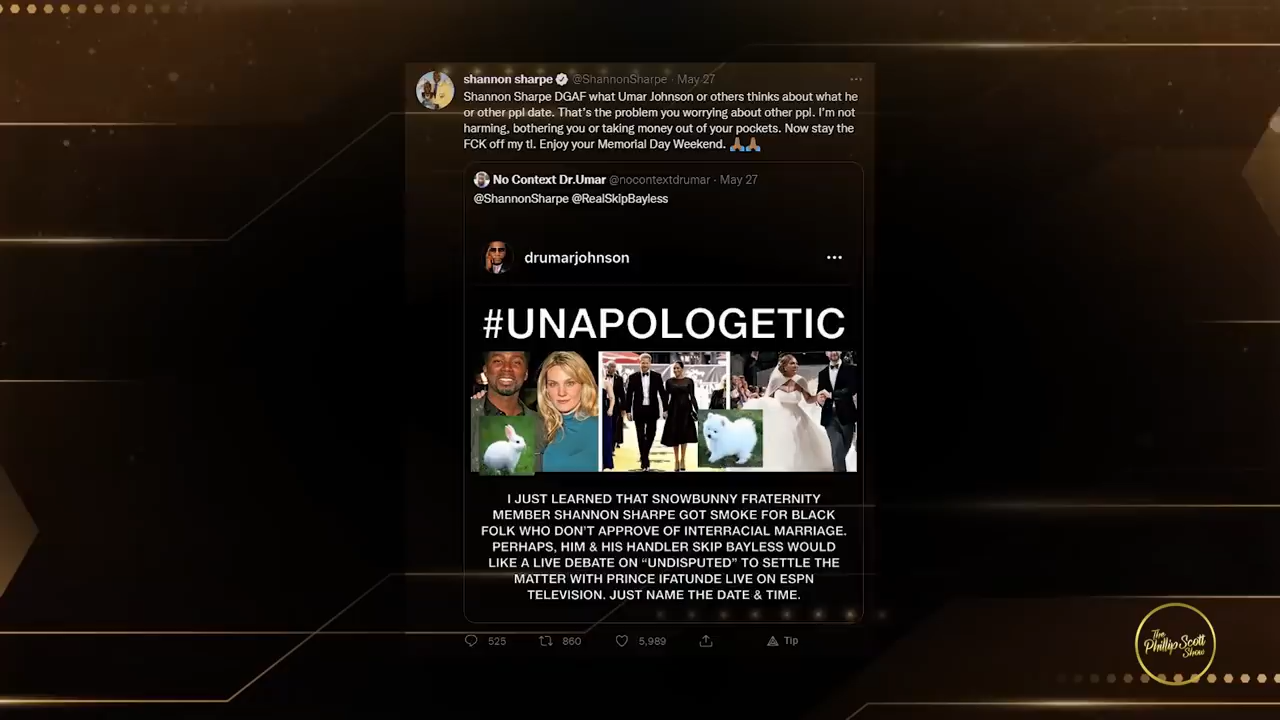 shannon sharpe @ShannonSharpe · May 27
Shannon Sharpe DGAF what Umar Johnson or others thinks about what he
or other ppl date. That's the problem you worrying about other ppl. I'm not
harming, bothering you or taking money out of your pockets. Now stay the
FCK off my tl. Enjoy your Memorial Day Weekend. 🙏🏾🙏🏾
No Context Dr.Umar @nocontextdrumar · May 27
@ShannonSharpe @RealSkipBayless
drumarjohnson
#UNAPOLOGETIC
I JUST LEARNED THAT SNOWBUNNY FRATERNITY
MEMBER SHANNON SHARPE GOT SMOKE FOR BLACK
FOLK WHO DON'T APPROVE OF INTERRACIAL MARRIAGE.
PERHAPS, HIM & HIS HANDLER SKIP BAYLESS WOULD
LIKE A LIVE DEBATE ON "UNDISPUTED" TO SETTLE THE
MATTER WITH PRINCE IFATUNDE LIVE ON ESPN
TELEVISION. JUST NAME THE DATE & TIME.
525 860 5,989 Tip
The
Phillip Scott
Show